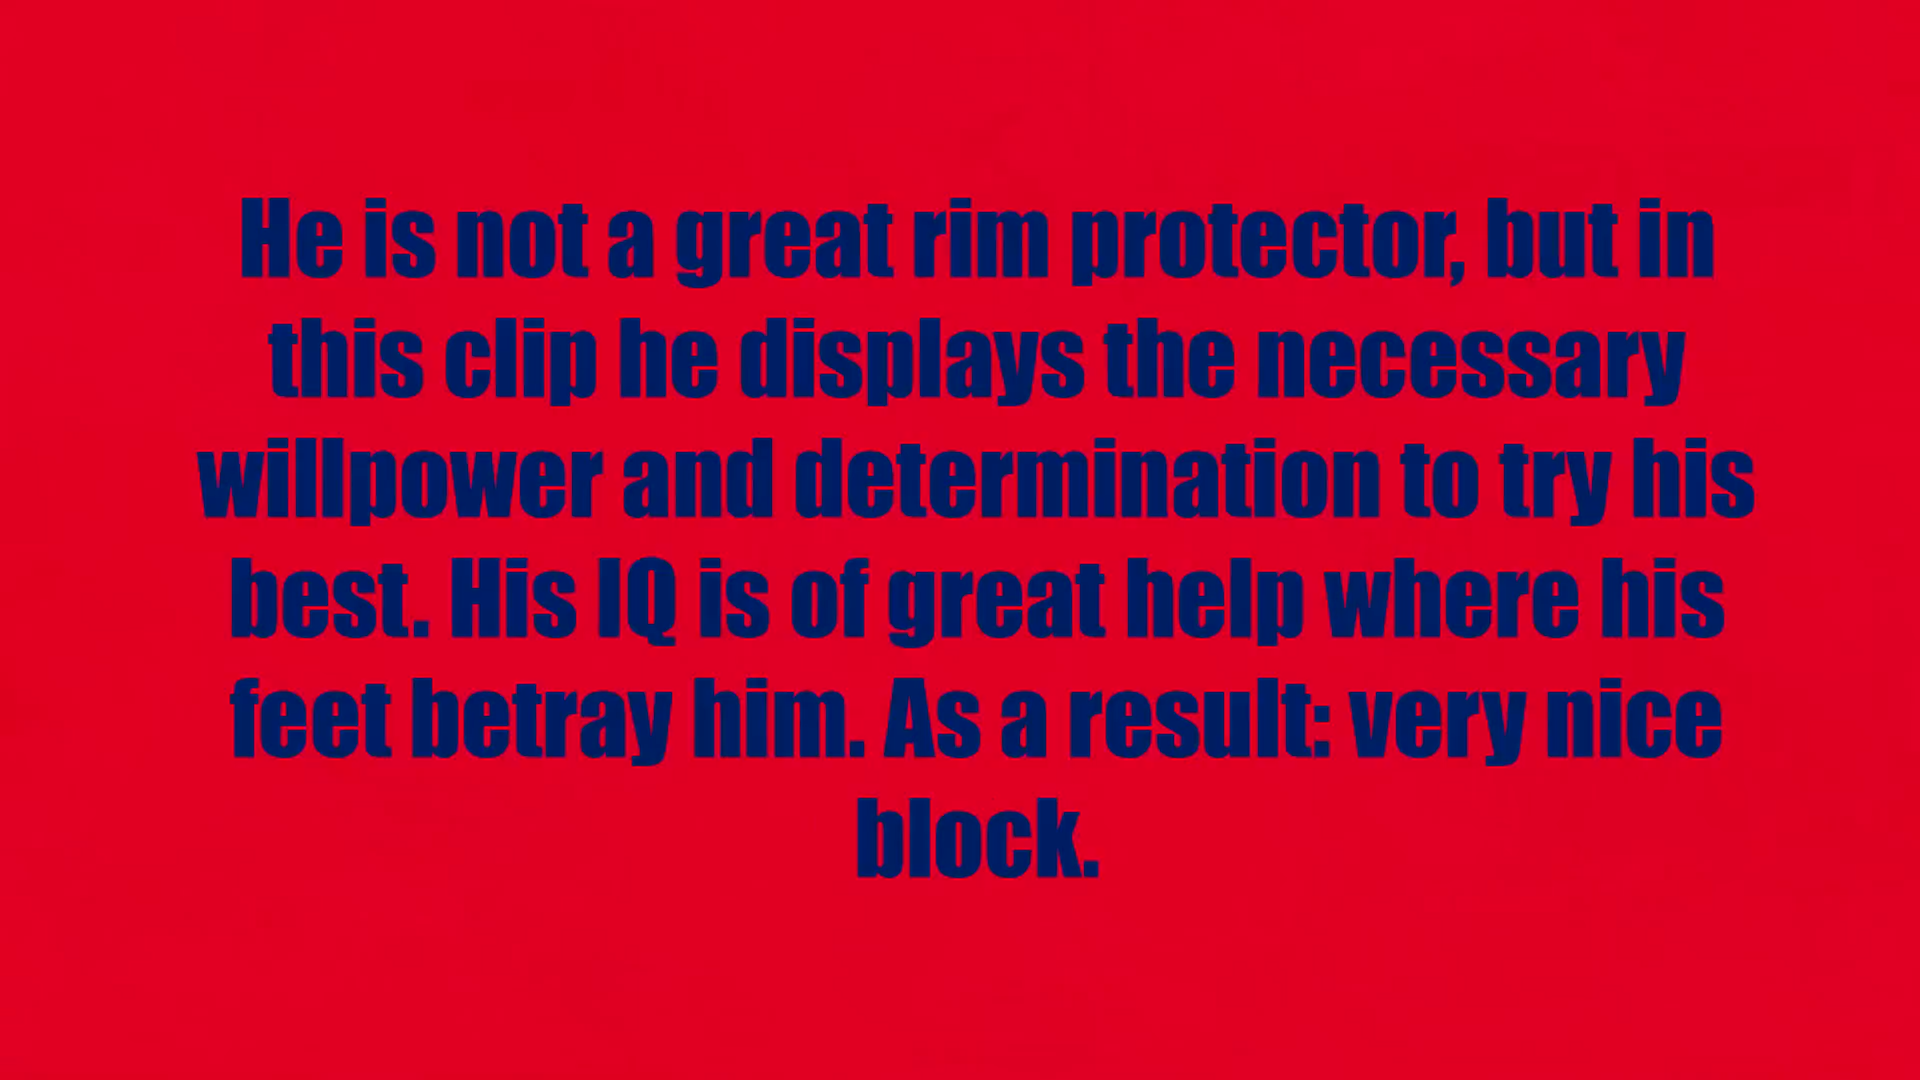 He is not a great rim protector, but in
this clip he displays the necessary
willpower and determination to try his
best. His IQ is of great help where his
feet betray him. As a result: very nice
block.